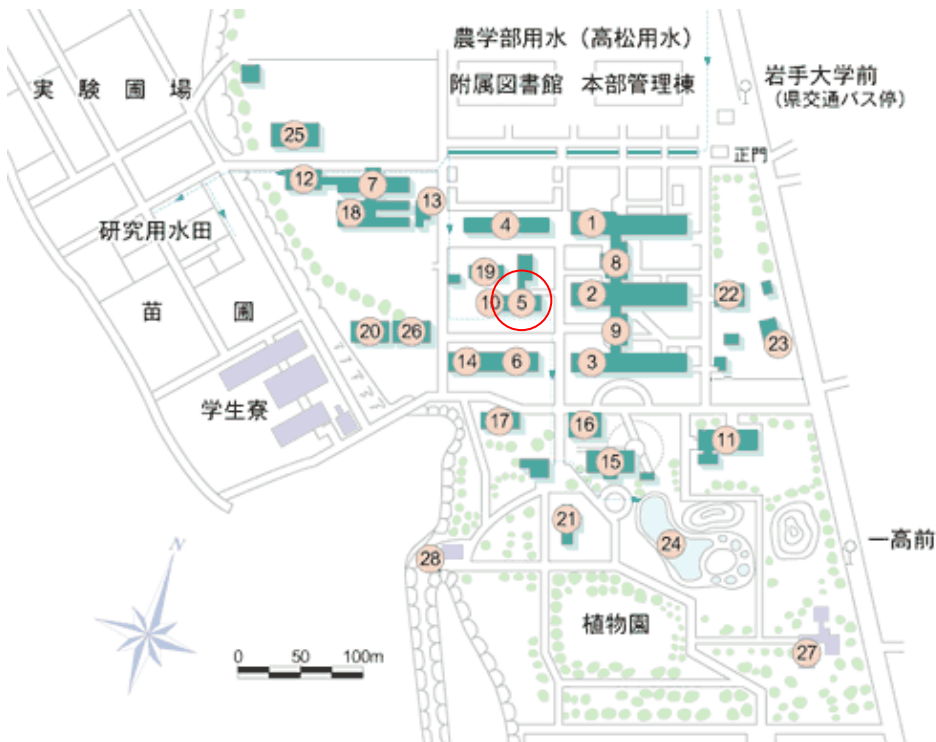 農学部用水（高松用水）
実験圃場
附属図書館
本部管理棟
岩手大学前
（県交通バス停）
25
正門
12
7
13
18
4
1
研究用水田
19
8
10
5
2
22
苗圃
20
26
9
23
14
6
3
学生寮
17
16
11
15
21
24
一高前
28
N
植物園
0 50 100m
27